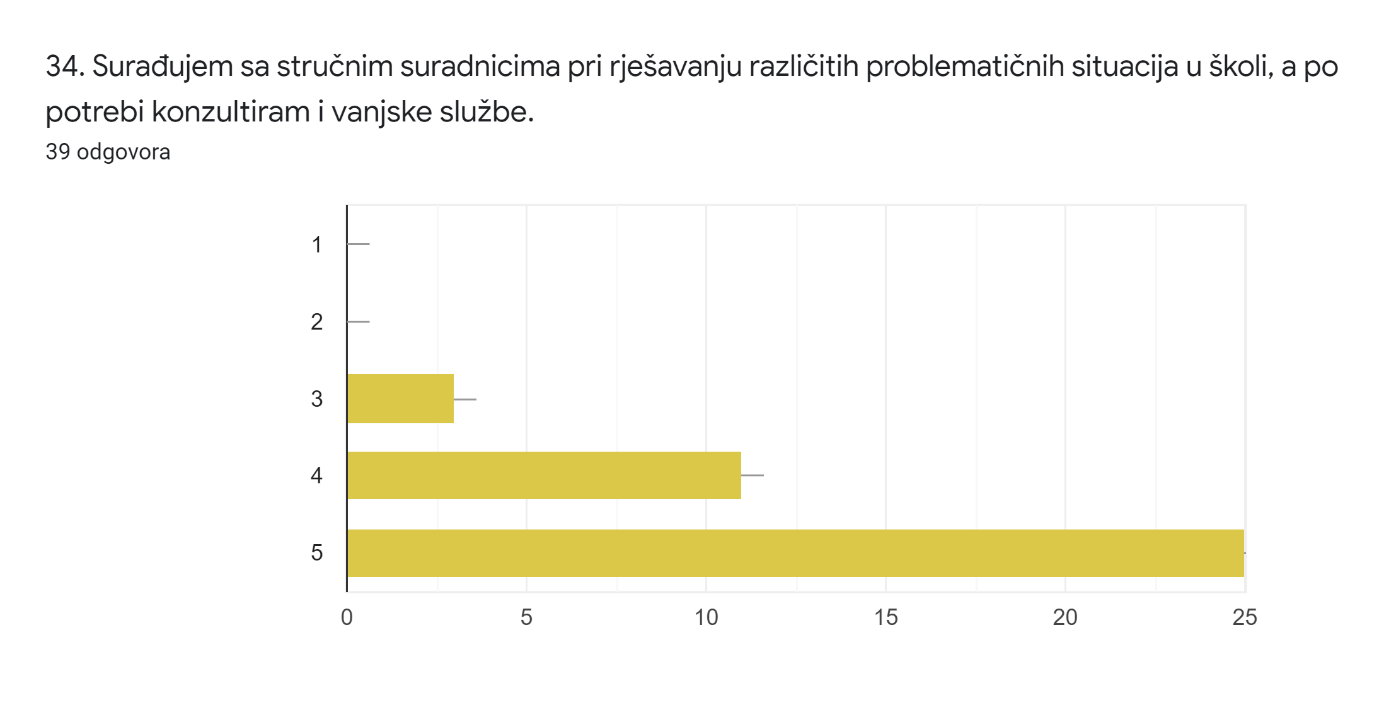 34. Surađujem sa stručnim suradnicima pri rješavanju različitih problematičnih situacija u školi, a po
potrebi konzultiram i vanjske službe.
39 odgovora
1
2
3
4
5
0 5 10 15 20 25